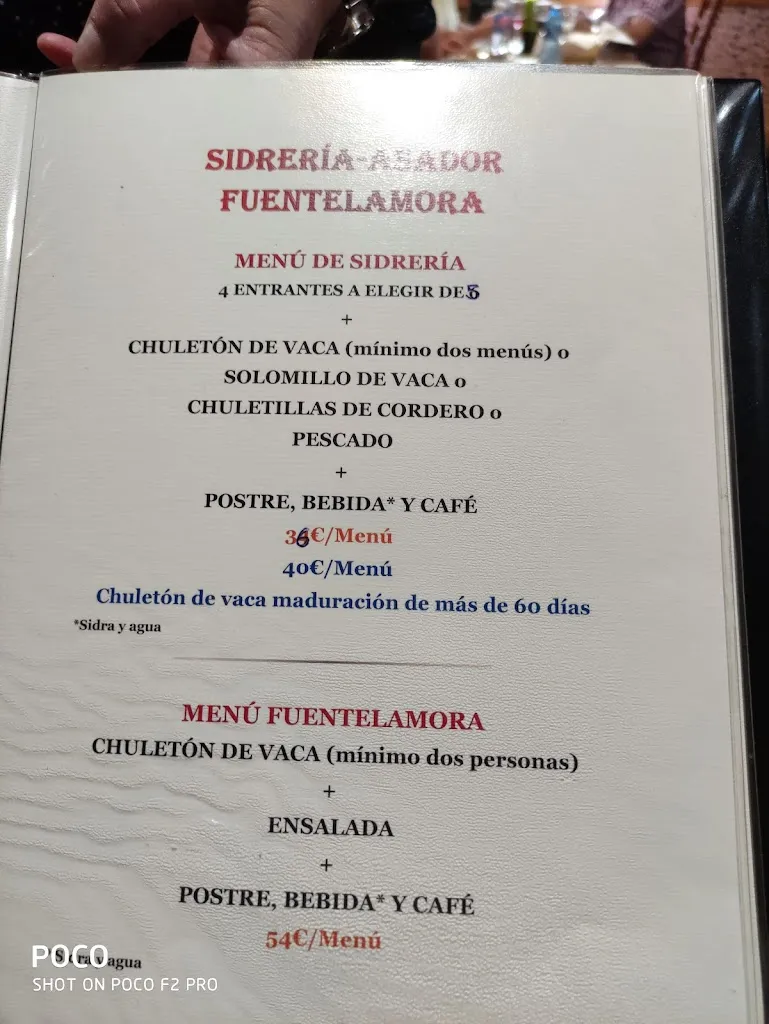 SIDRERÍA-ASADOR
FUENTELAMORA
MENÚ DE SIDRERÍA
4 ENTRANTES A ELEGIR DE
+
CHULETÓN DE VACA (mínimo dos menús) o
SOLOMILLO DE VACA o
CHULETILLAS DE CORDERO o
PESCADO
+
POSTRE, BEBIDA* Y CAFÉ
36€/Menú
40€/Menú
Chuletón de vaca maduración de más de 60 días
*Sidra y agua
MENÚ FUENTELAMORA
CHULETÓN DE VACA (mínimo dos personas)
+
ENSALADA
+
POSTRE, BEBIDA* Y CAFÉ
54€/Menú
*Sidra y agua
POCO
SHOT ON POCO F2 PRO